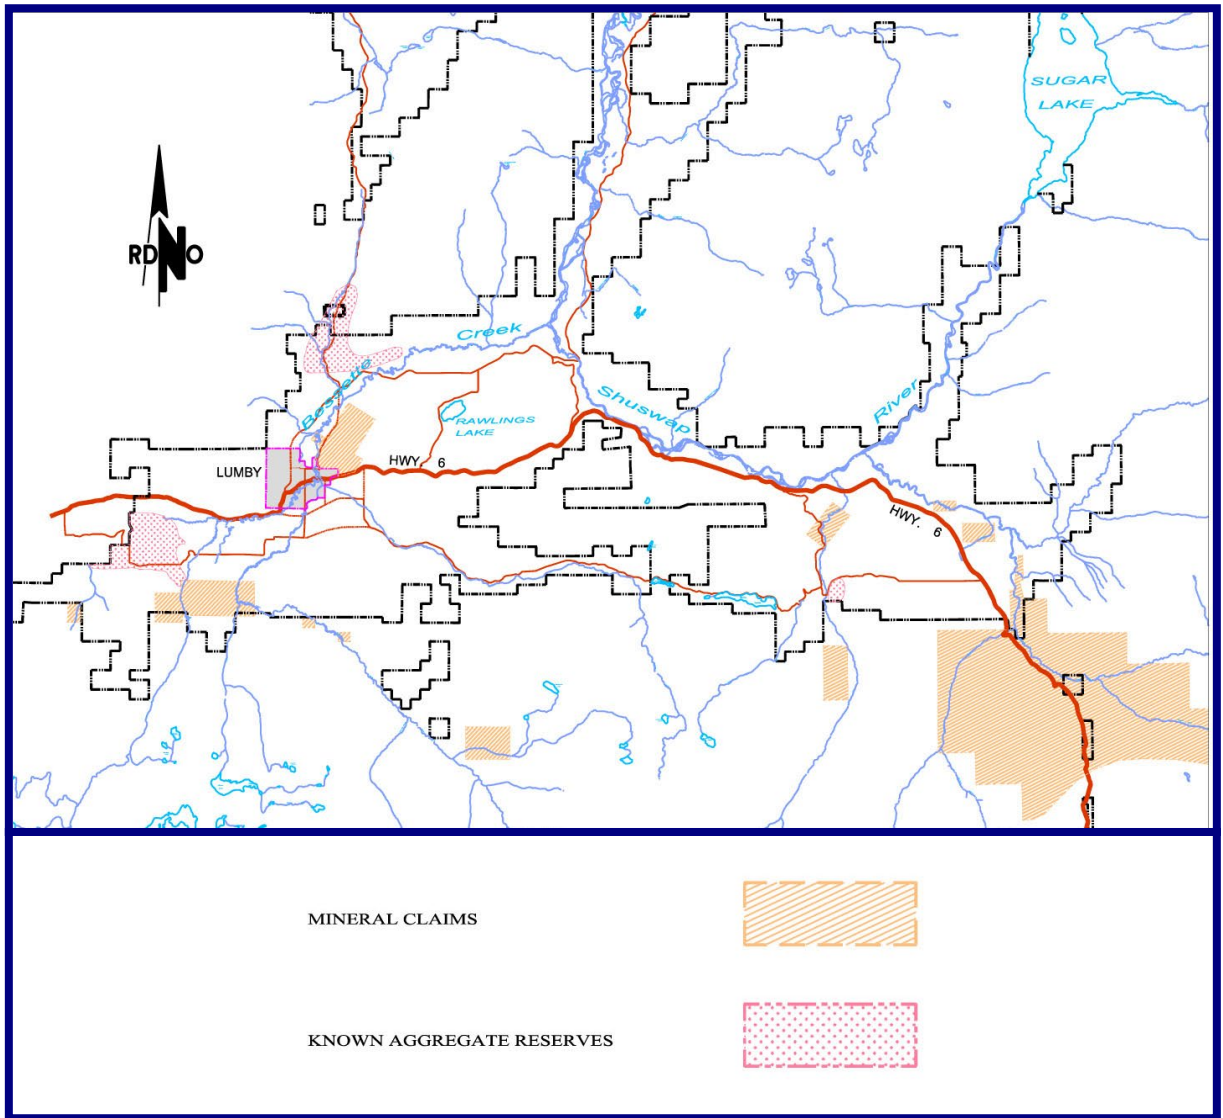 SUGAR
LAKE
RDNO
Creek
Bessette
Shuswap
River
RAWLINGS
LAKE
LUMBY
HWY 6
HWY. 6
MINERAL CLAIMS
KNOWN AGGREGATE RESERVES